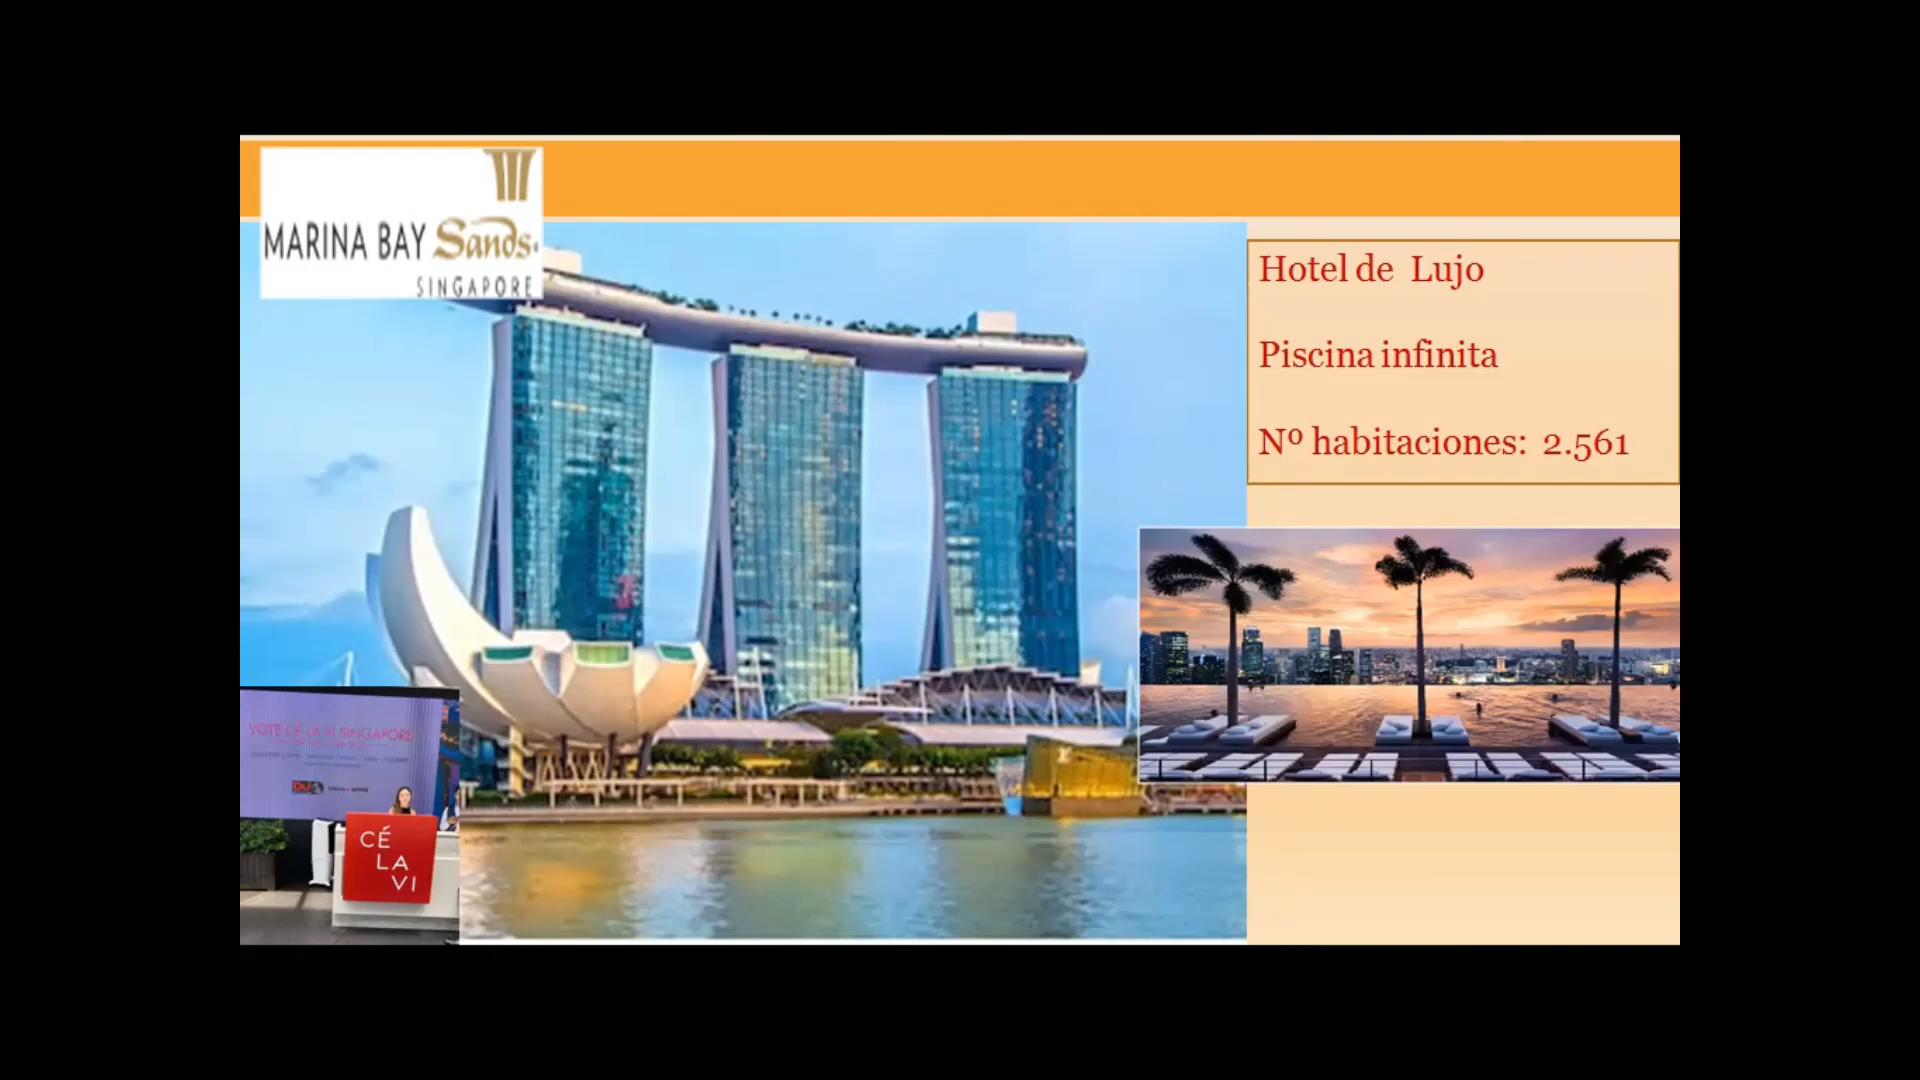 MARINA BAY Sands
SINGAPORE
Hotel de Lujo
Piscina infinita
Nº habitaciones: 2.561
VOTE CÉ LA VI SINGAPORE
CÉ
LA
VI